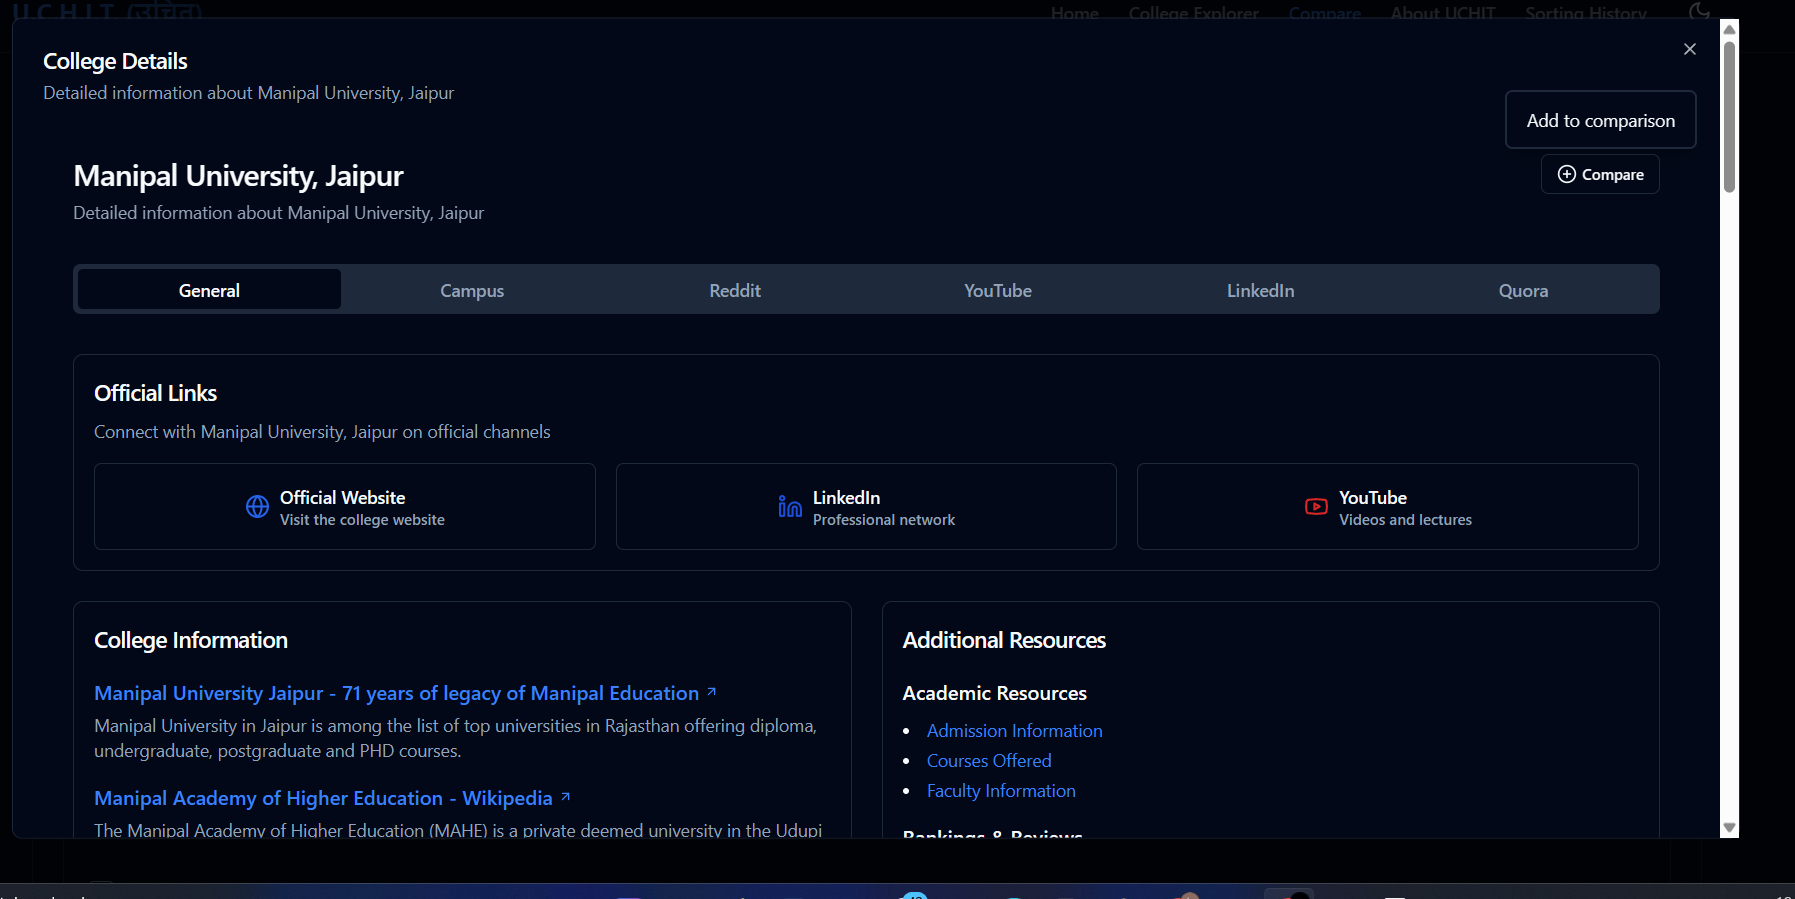 U.C.H.I.T. (उचित)
Home College Explorer Compare About UCHIT Sorting History
College Details
Detailed information about Manipal University, Jaipur
Add to comparison
Manipal University, Jaipur
Compare
Detailed information about Manipal University, Jaipur
General Campus Reddit YouTube LinkedIn Quora
Official Links
Connect with Manipal University, Jaipur on official channels
Official Website
Visit the college website
LinkedIn
Professional network
YouTube
Videos and lectures
College Information
Manipal University Jaipur - 71 years of legacy of Manipal Education
Manipal University in Jaipur is among the list of top universities in Rajasthan offering diploma,
undergraduate, postgraduate and PHD courses.
Manipal Academy of Higher Education - Wikipedia
The Manipal Academy of Higher Education (MAHE) is a private deemed university in the Udupi
Additional Resources
Academic Resources
• Admission Information
• Courses Offered
• Faculty Information
Rankings & Reviews